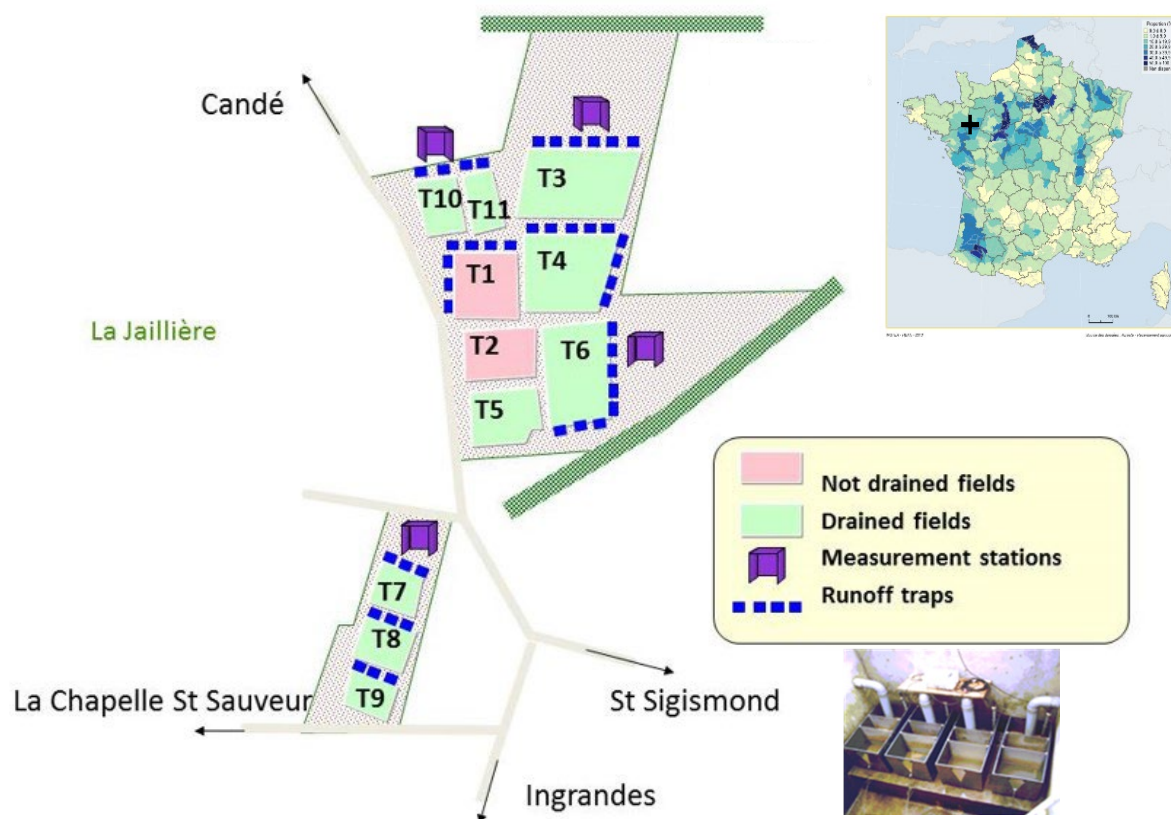 Candé
T10
T11
T3
T1
T4
La Jaillière
T2
T6
T5
Not drained fields
Drained fields
Measurement stations
Runoff traps
T7
T8
T9
La Chapelle St Sauveur
St Sigismond
Ingrandes